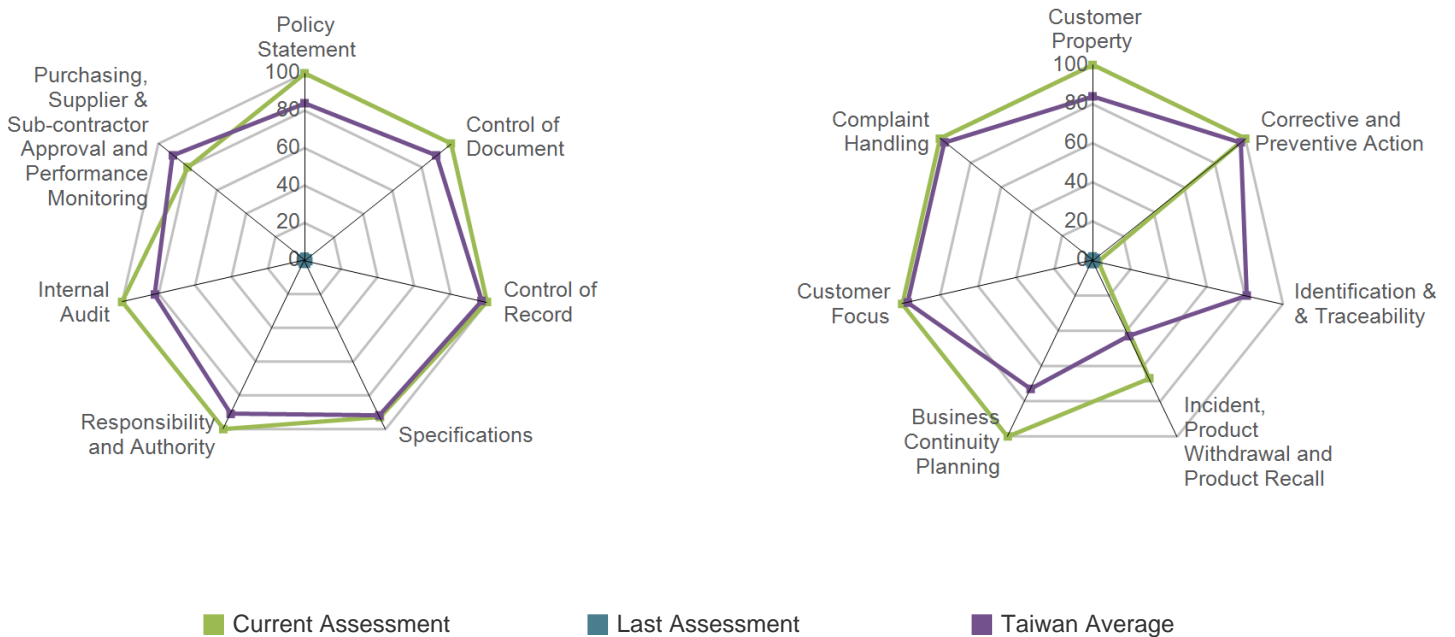 Policy
Statement
100
80
60
40
20
0
Control of
Document
Control of
Record
Specifications
Responsibility
and Authority
Internal
Audit
Purchasing,
Supplier &
Sub-contractor
Approval and
Performance
Monitoring
Customer
Property
100
80
60
40
20
0
Corrective and
Preventive Action
Identification &
& Traceability
Incident,
Product
Withdrawal and
Product Recall
Business
Continuity
Planning
Customer
Focus
Complaint
Handling
Current Assessment
Last Assessment
Taiwan Average